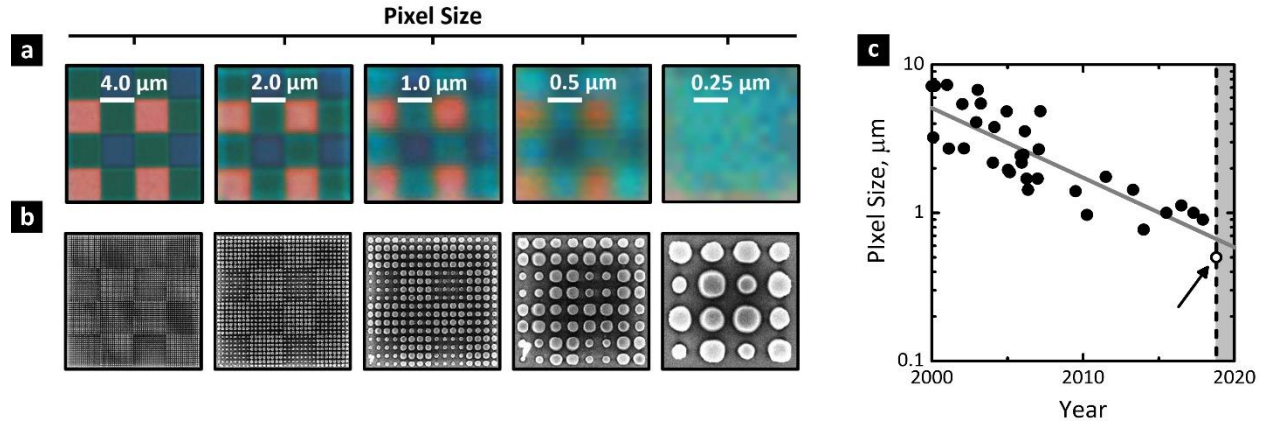 Pixel Size
a
4.0 μm
2.0 μm
1.0 μm
0.5 μm
0.25 μm
b
c
PIxel Size, μm
10
1
0.1
2000
2010
2020
Year